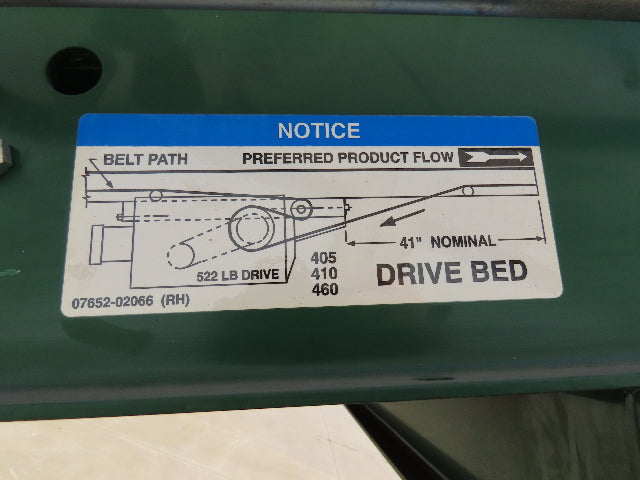 NOTICE
BELT PATH
PREFERRED PRODUCT FLOW
41" NOMINAL
522 LB DRIVE
405
410
460
DRIVE BED
07652-02066 (RH)